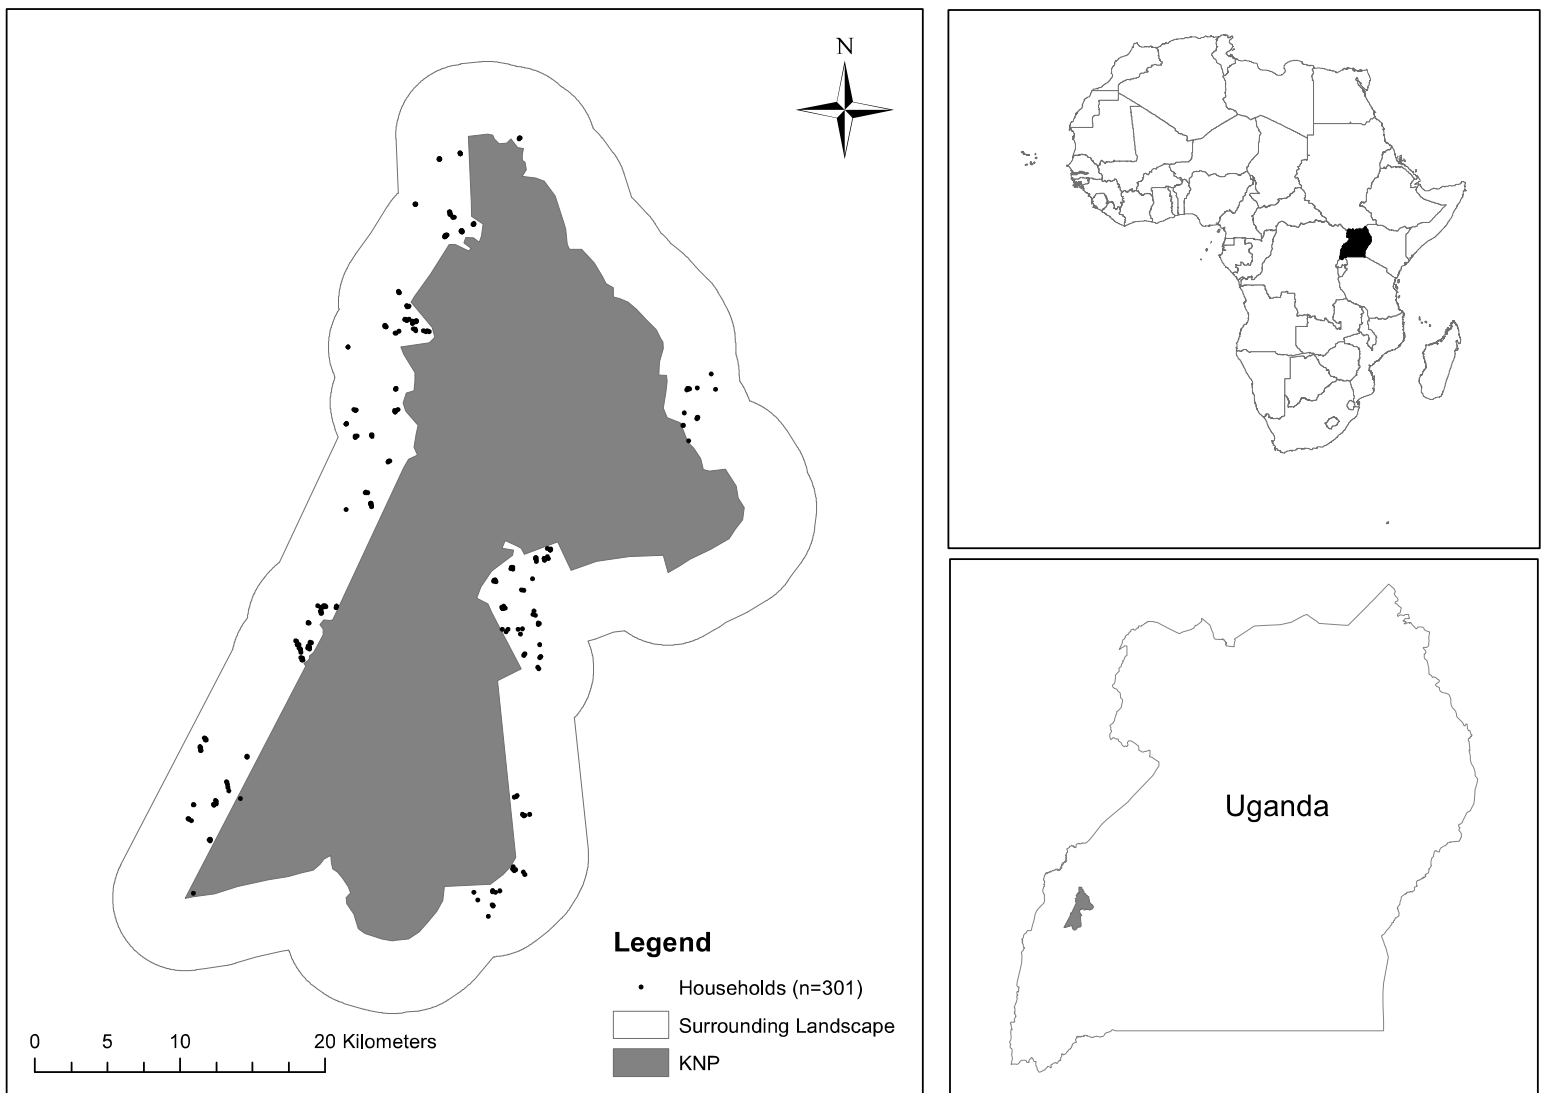 N
Legend
Households (n=301)
Surrounding Landscape
KNP
0 5 10 20 Kilometers
Uganda